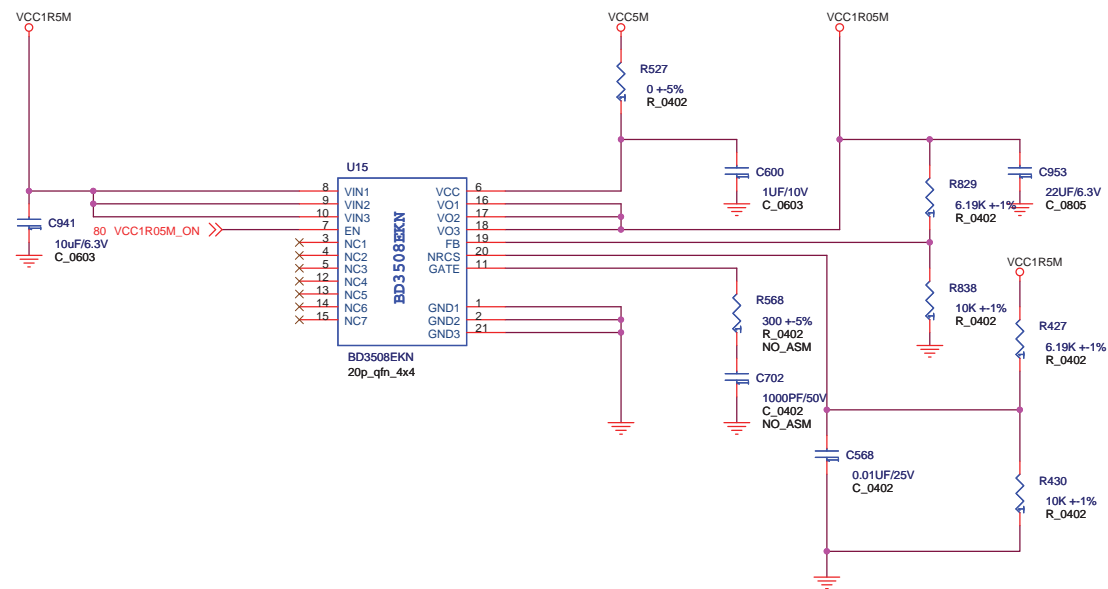 VCC1R5M
VCC5M
VCC1R05M
R527
0 +-5%
R_0402
U15
C600
1UF/10V
C_0603
R829
6.19K +-1%
R_0402
C953
22UF/6.3V
C_0805
C941
10uF/6.3V
C_0603
80 VCC1R05M_ON
8 VIN1
9 VIN2
10 VIN3
7 EN
3 NC1
4 NC2
5 NC3
12 NC4
13 NC5
14 NC6
15 NC7
BD3508EKN
VCC 6
VO1 16
VO2 17
VO3 18
FB 19
NRCS 20
GATE 11
GND1 1
GND2 2
GND3 21
BD3508EKN
20p_qfn_4x4
R568
300 +-5%
R_0402
NO_ASM
C702
1000PF/50V
C_0402
NO_ASM
R838
10K +-1%
R_0402
VCC1R5M
R427
6.19K +-1%
R_0402
C568
0.01UF/25V
C_0402
R430
10K +-1%
R_0402